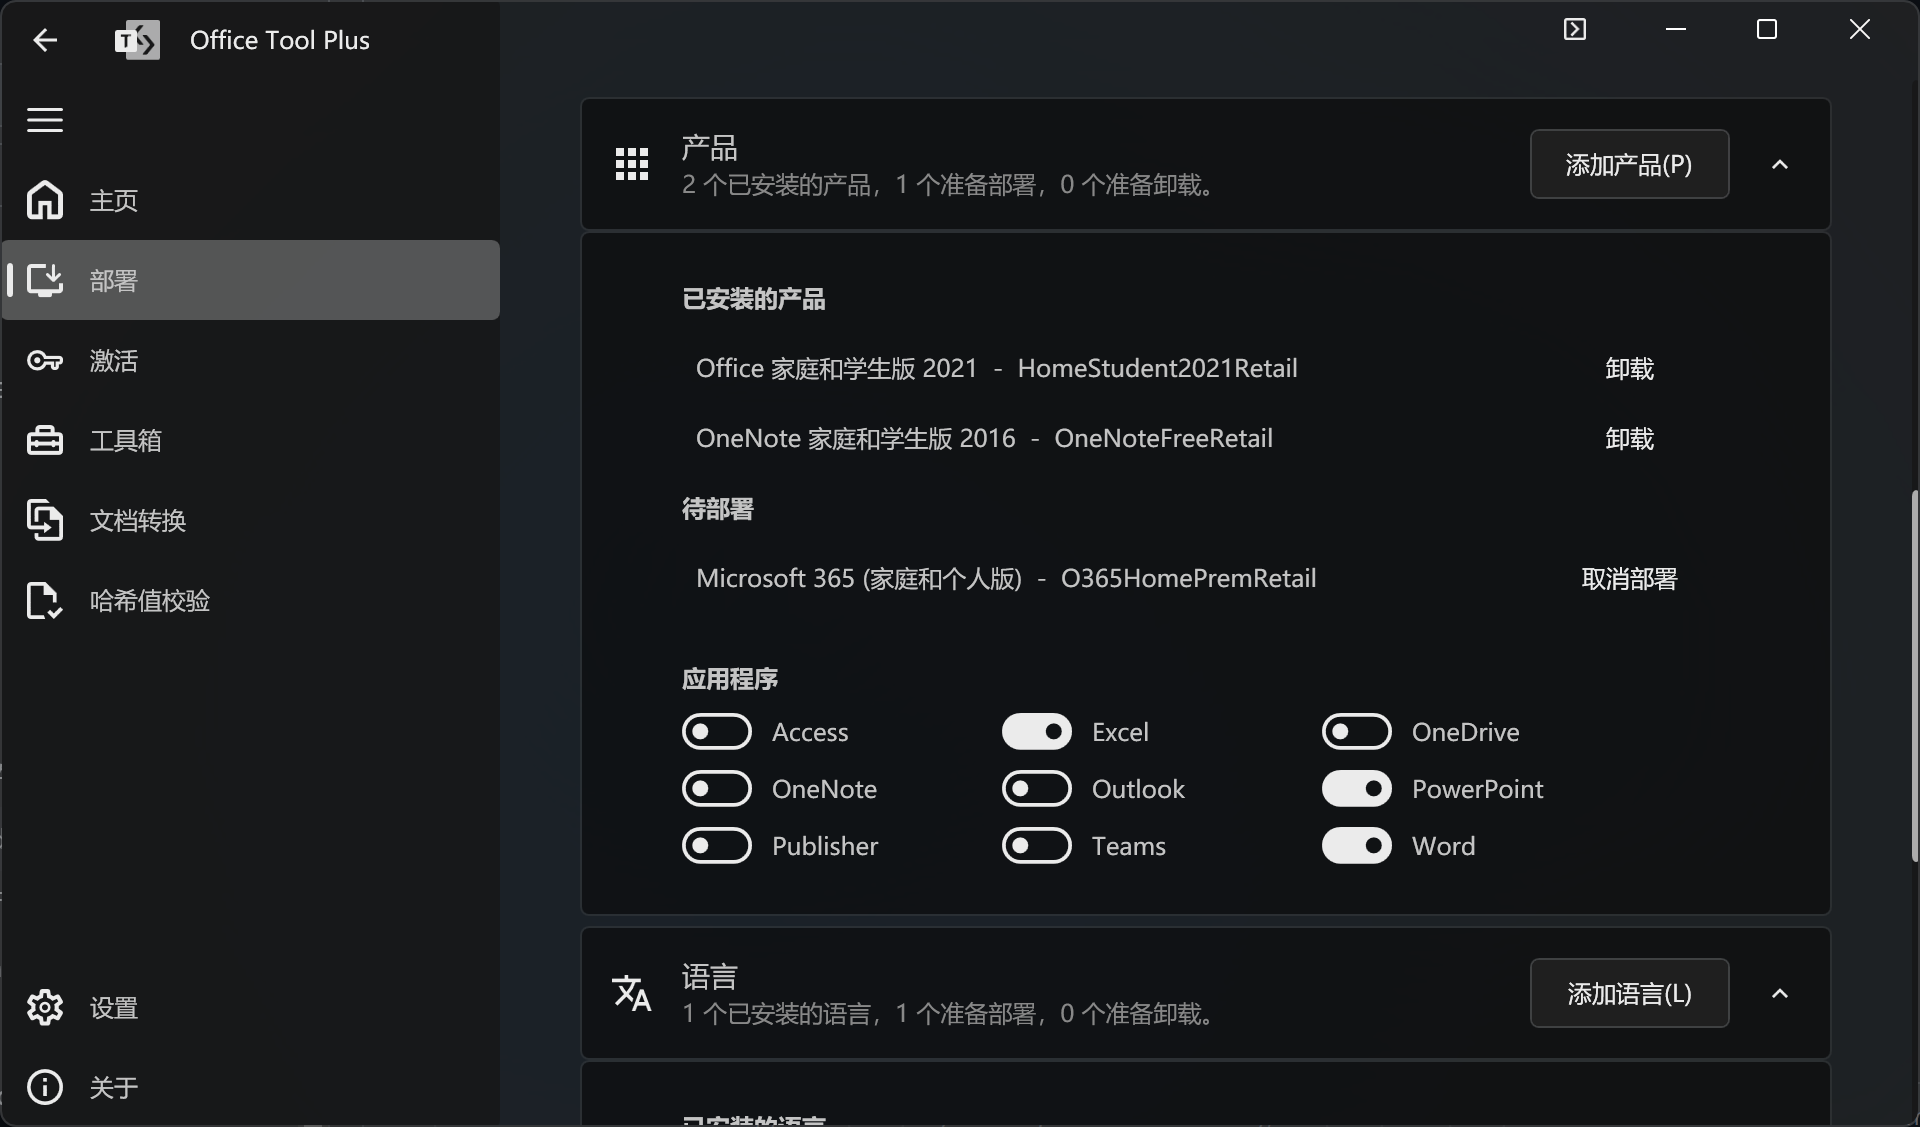 Office Tool Plus
主页
部署
激活
工具箱
文档转换
哈希值校验
设置
关于
产品
2 个已安装的产品，1 个准备部署，0 个准备卸载。
添加产品(P)
已安装的产品
Office 家庭和学生版 2021 - HomeStudent2021Retail 卸载
OneNote 家庭和学生版 2016 - OneNoteFreeRetail 卸载
待部署
Microsoft 365 (家庭和个人版) - O365HomePremRetail 取消部署
应用程序
Access Excel OneDrive
OneNote Outlook PowerPoint
Publisher Teams Word
语言
1 个已安装的语言，1 个准备部署，0 个准备卸载。
添加语言(L)
已安装的语言